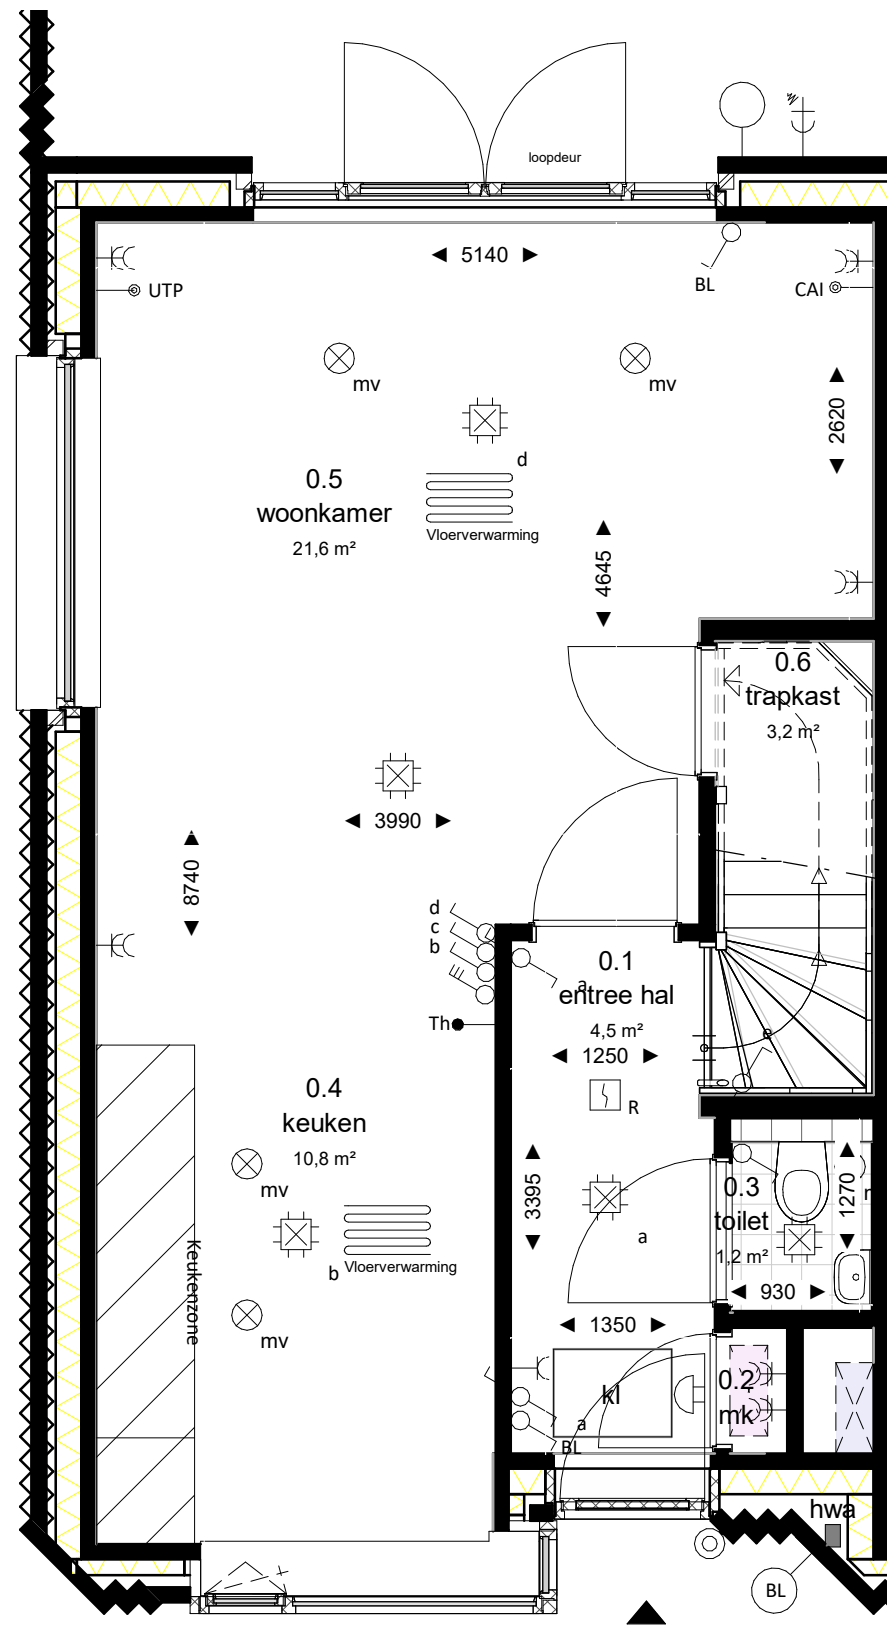 loopdeur
5140
BL
UTP
CAI
mv
mv
2620
d
0.5
woonkamer
21,6 m²
Vloerverwarming
4645
0.6
trapkast
3,2 m²
3990
8740
d
c
b
a
0.1
entree hal
4,5 m²
Th
1250
e
R
0.4
keuken
10,8 m²
mv
3395
0.3
toilet
1,2 m²
1270
a
b
Vloerverwarming
Keukenzone
930
mv
1350
kl
0.2
mk
a
BL
hwa
BL